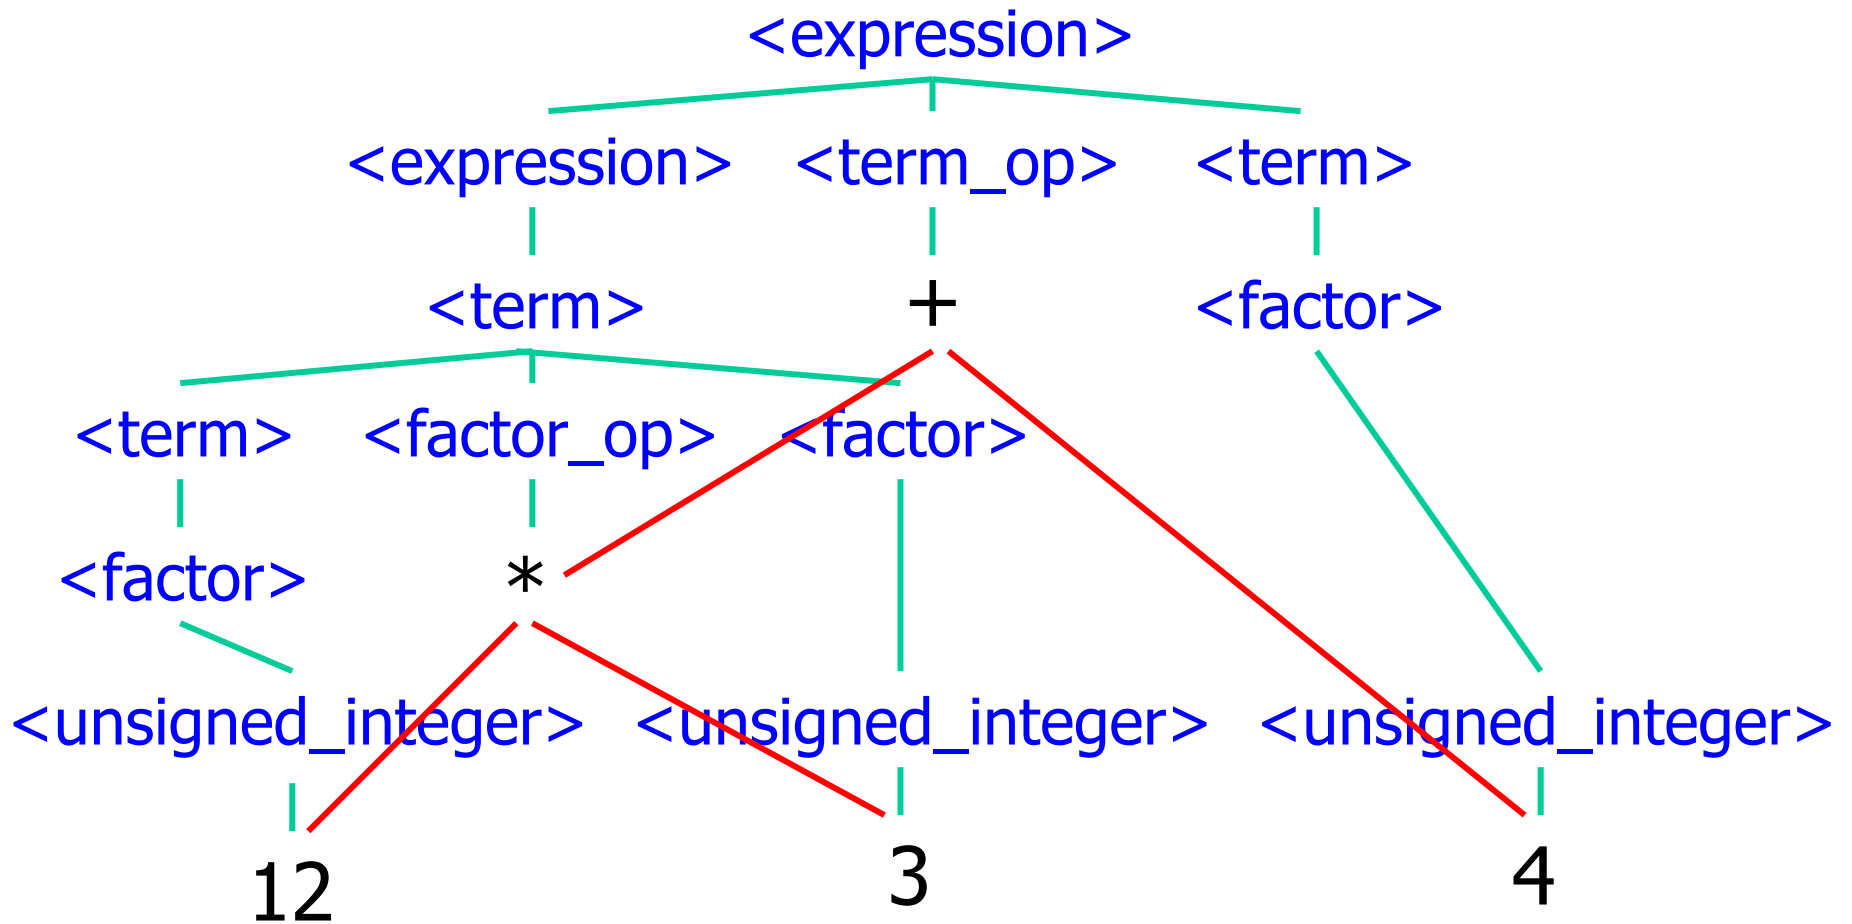 <expression>
<expression> <term_op> <term>
<term> + <factor>
<term> <factor_op> <factor>
<factor> *
<unsigned_integer> <unsigned_integer> <unsigned_integer>
12 3 4